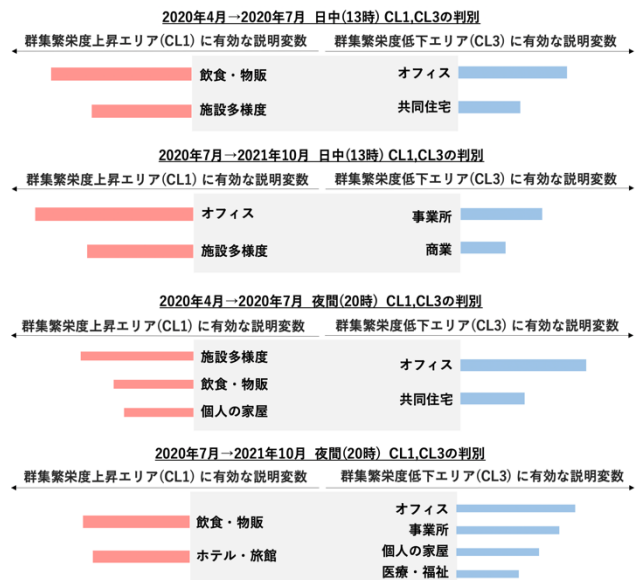 2020年4月→2020年7月 日中(13時) CL1,CL3の判別
群集繁栄度上昇エリア(CL1) に有効な説明変数 群集繁栄度低下エリア(CL3) に有効な説明変数
飲食・物販 オフィス
施設多様度 共同住宅
2020年7月→2021年10月 日中(13時) CL1,CL3の判別
群集繁栄度上昇エリア(CL1) に有効な説明変数 群集繁栄度低下エリア(CL3) に有効な説明変数
オフィス 事業所
施設多様度 商業
2020年4月→2020年7月 夜間(20時) CL1,CL3の判別
群集繁栄度上昇エリア(CL1) に有効な説明変数 群集繁栄度低下エリア(CL3) に有効な説明変数
施設多様度 オフィス
飲食・物販 共同住宅
個人の家屋
2020年7月→2021年10月 夜間(20時) CL1,CL3の判別
群集繁栄度上昇エリア(CL1) に有効な説明変数 群集繁栄度低下エリア(CL3) に有効な説明変数
飲食・物販 オフィス
ホテル・旅館 事業所
個人の家屋
医療・福祉